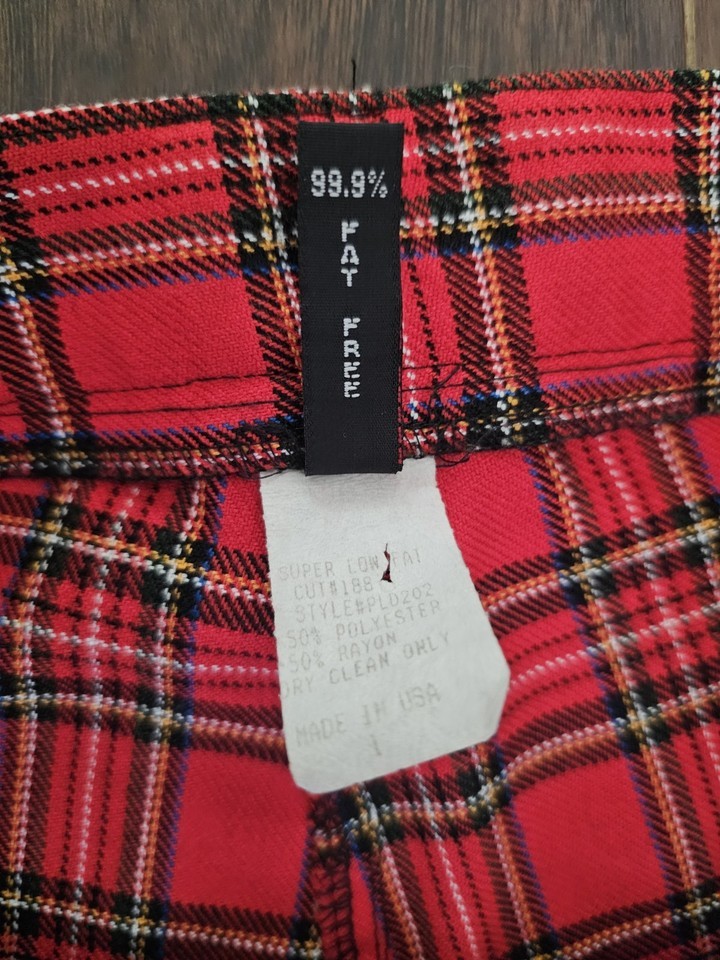 99.9%
FAT
FREE
SUPER LOW FAT
CUT#188
STYLE#PLD202
50% POLYESTER
50% RAYON
DRY CLEAN ONLY
MADE IN USA
1